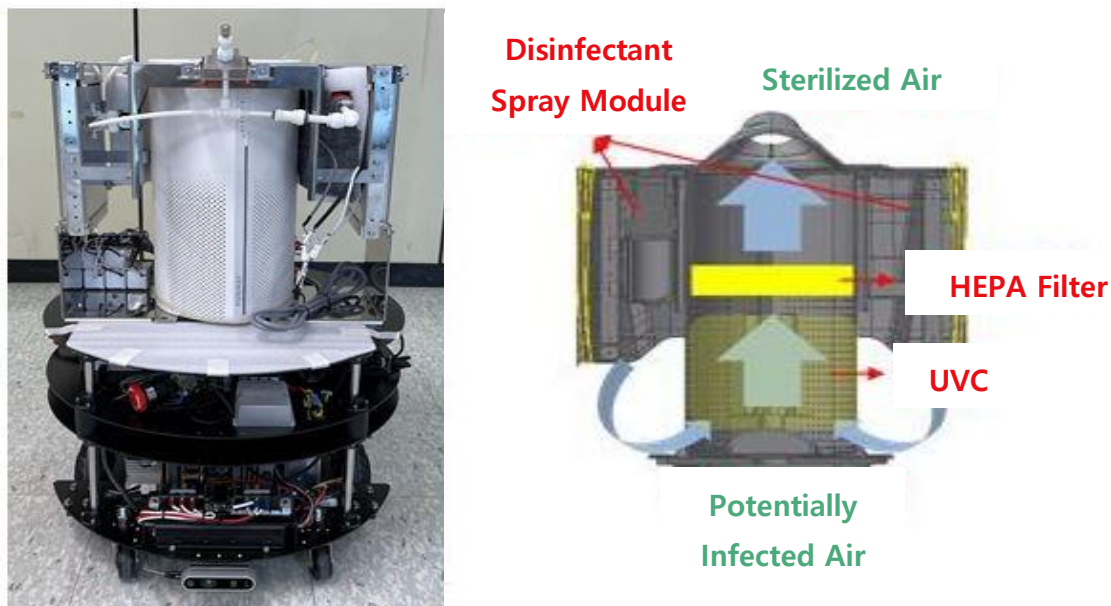 Disinfectant
Spray Module
Sterilized Air
HEPA Filter
UVC
Potentially
Infected Air